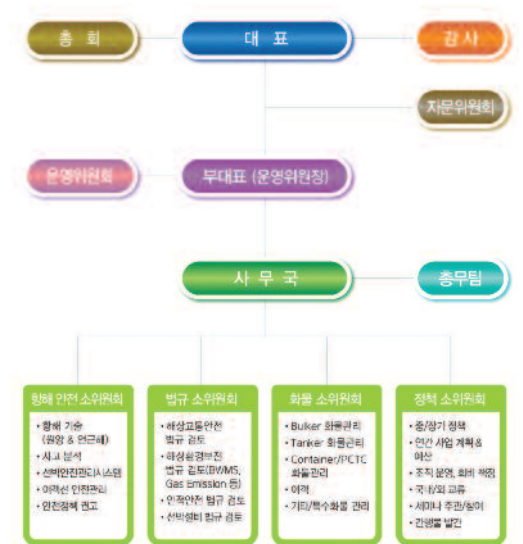 총 회
대 표
감 사
자문위원회
운영위원회
부대표 (운영위원장)
사 무 국
총무팀
항해 안전 소위원회
• 항해 기술
(원양 & 연근해)
• 사고 분석
• 선박안전관리시스템
• 여객선 안전관리
• 안전정책 권고
법규 소위원회
• 해상교통안전
법규 검토
• 해상환경보전
법규 검토(BWMS,
Gas Emission 등)
• 인적안전 법규 검토
• 선박설비 법규 검토
화물 소위원회
• Bulker 화물관리
• Tanker 화물관리
• Container/PCTC
화물관리
• 여객
• 기타/특수화물 관리
정책 소위원회
• 중/장기 정책
• 연간 사업 계획 &
예산
• 조직 운영, 회비 책정
• 국내/외 교류
• 세미나 주관/참여
• 간행물 발간